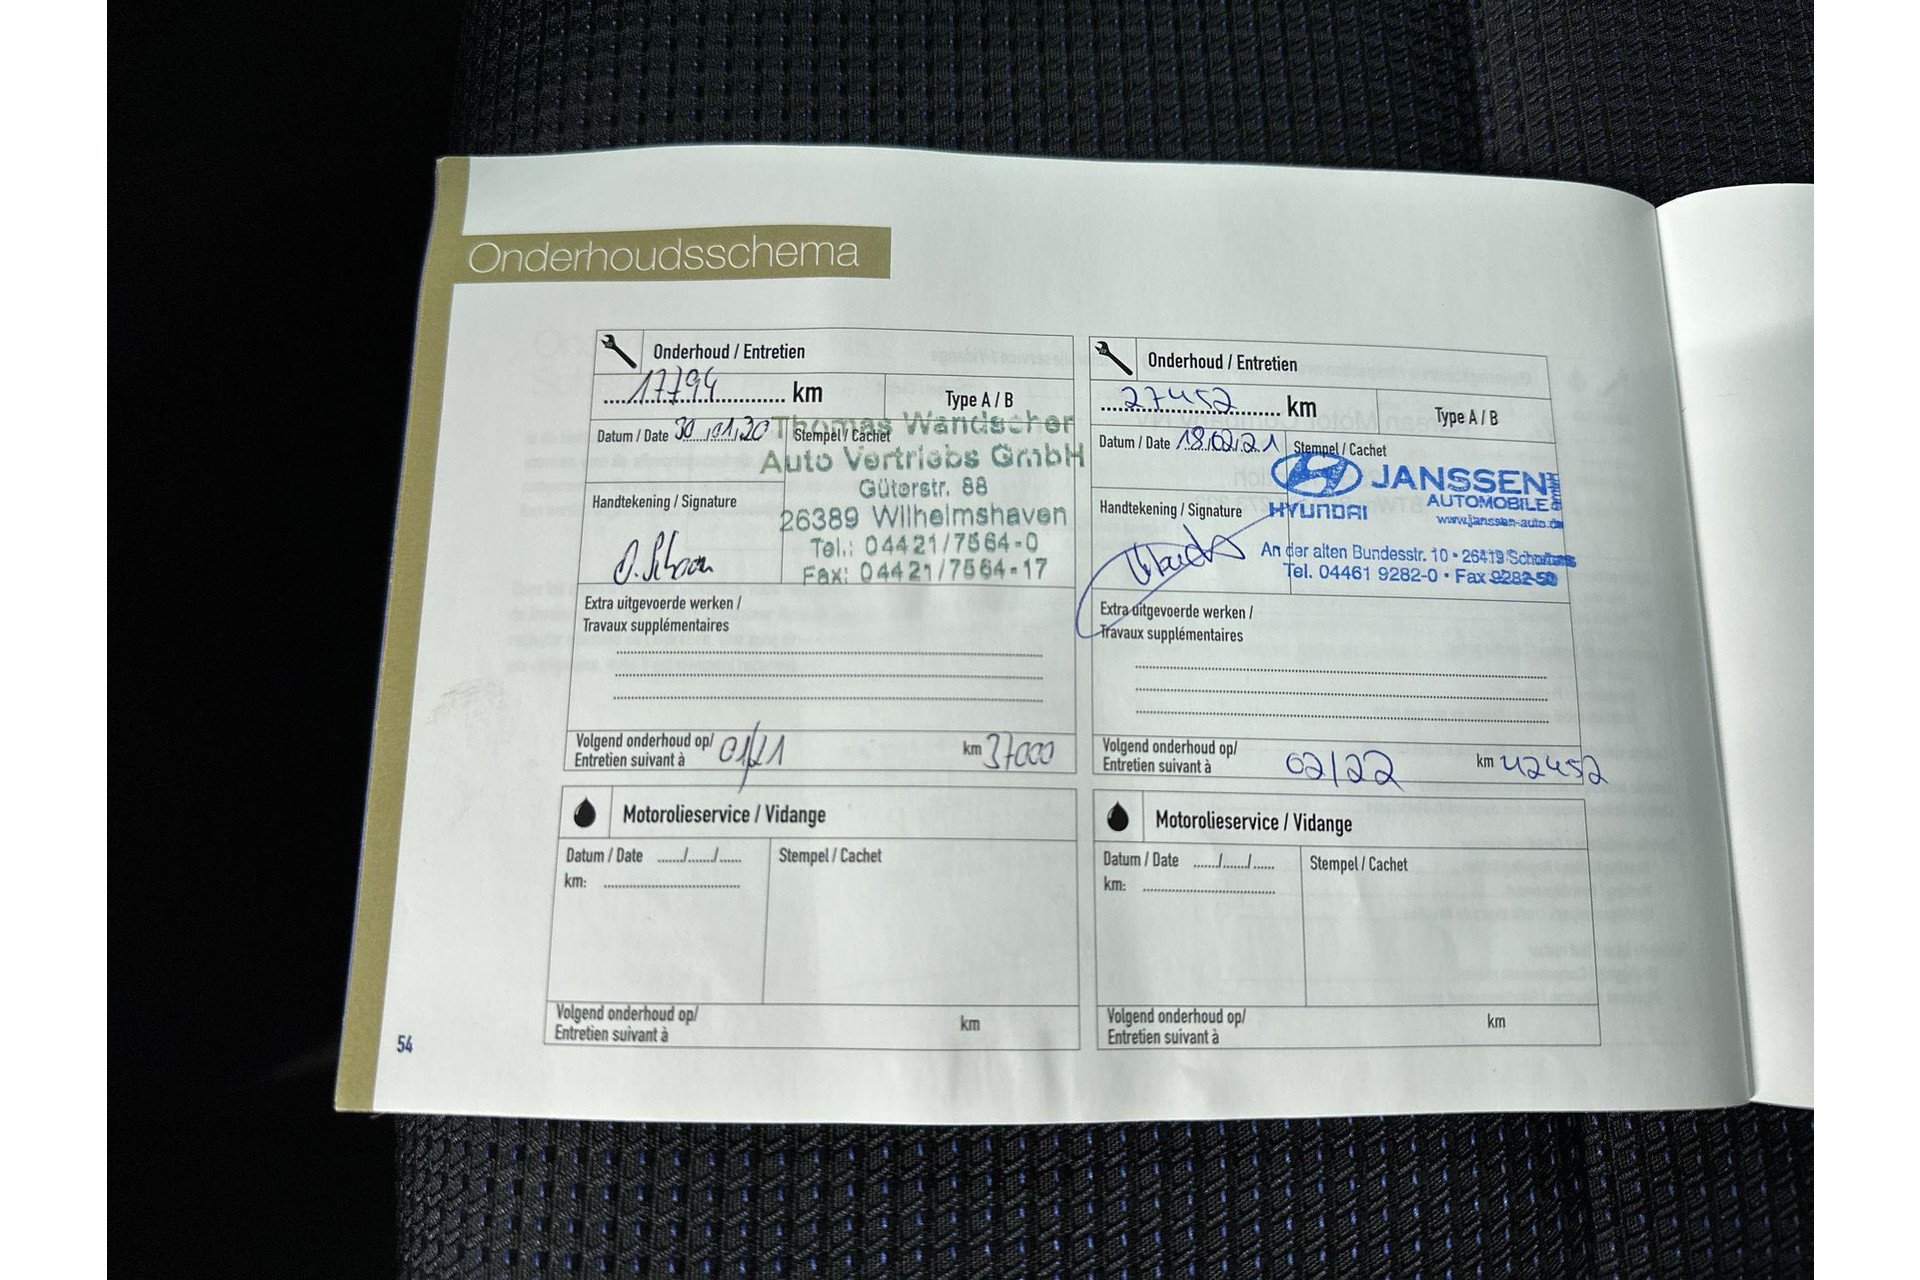 Onderhoudsschema
Onderhoud / Entretien
17794 km
Type A / B
Datum / Date 30.01.20
Stempel / Cachet
Thomas Wandscher
Auto Vertriebs GmbH
Güterstr. 88
26389 Wilhelmshaven
Tel.: 04421/7564-0
Fax: 04421/7564-17
Handtekening / Signature
Extra uitgevoerde werken /
Travaux supplémentaires
Volgend onderhoud op/
Entretien suivant à
01/21
km 37000
Motorolieservice / Vidange
Datum / Date ....../....../......
Stempel / Cachet
km:
Volgend onderhoud op/
Entretien suivant à
km
Onderhoud / Entretien
27452 km
Type A / B
Datum / Date 18.02.21
Stempel / Cachet
HYUNDAI
JANSSEN
AUTOMOBILE
www.janssen-auto.de
An der alten Bundesstr. 10 • 26419
Tel. 04461 9282-0 • Fax 9282-50
Handtekening / Signature
Extra uitgevoerde werken /
Travaux supplémentaires
Volgend onderhoud op/
Entretien suivant à
02/22
km 42452
Motorolieservice / Vidange
Datum / Date ....../....../......
Stempel / Cachet
km:
Volgend onderhoud op/
Entretien suivant à
km
54